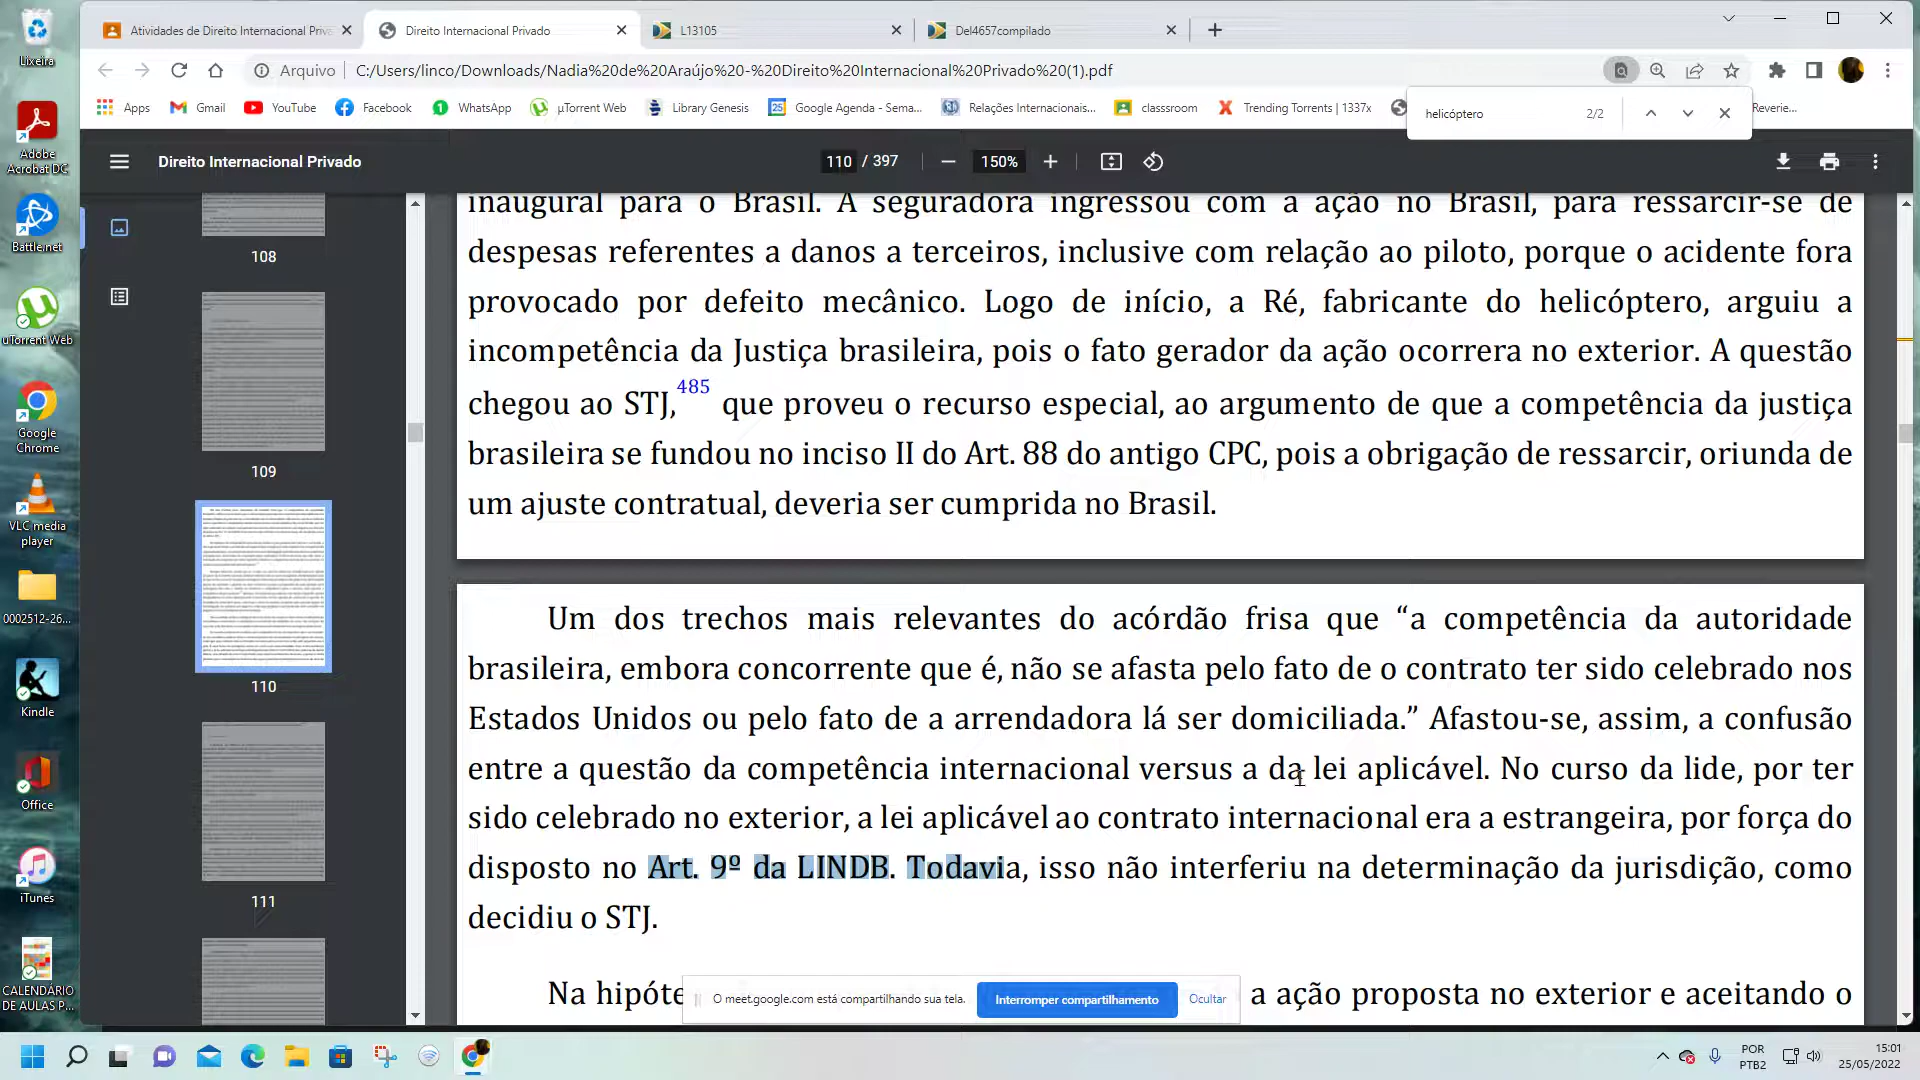 Lixeira
Adobe
Acrobat DC
Battle.net
uTorrent Web
Google
Chrome
VLC media
player
0002512-26...
Kindle
Office
iTunes
CALENDÁRIO
DE AULAS P...
Atividades de Direito Internacional Priva
Direito Internacional Privado
L13105
Del4657compilado
Arquivo
C:/Users/linco/Downloads/Nadia%20de%20Araújo%20-%20Direito%20Internacional%20Privado%20(1).pdf
Apps
Gmail
YouTube
Facebook
WhatsApp
µTorrent Web
Library Genesis
Google Agenda - Sema...
Relações Internacionais...
classsroom
Trending Torrents | 1337x
Reverie...
helicóptero
2/2
Direito Internacional Privado
110 / 397
150%
108
109
110
111
inaugural para o Brasil. A seguradora ingressou com a ação no Brasil, para ressarcir-se de
despesas referentes a danos a terceiros, inclusive com relação ao piloto, porque o acidente fora
provocado por defeito mecânico. Logo de início, a Ré, fabricante do helicóptero, arguiu a
incompetência da Justiça brasileira, pois o fato gerador da ação ocorrera no exterior. A questão
chegou ao STJ,485 que proveu o recurso especial, ao argumento de que a competência da justiça
brasileira se fundou no inciso II do Art. 88 do antigo CPC, pois a obrigação de ressarcir, oriunda de
um ajuste contratual, deveria ser cumprida no Brasil.
Um dos trechos mais relevantes do acórdão frisa que “a competência da autoridade
brasileira, embora concorrente que é, não se afasta pelo fato de o contrato ter sido celebrado nos
Estados Unidos ou pelo fato de a arrendadora lá ser domiciliada.” Afastou-se, assim, a confusão
entre a questão da competência internacional versus a da lei aplicável. No curso da lide, por ter
sido celebrado no exterior, a lei aplicável ao contrato internacional era a estrangeira, por força do
disposto no Art. 9º da LINDB. Todavia, isso não interferiu na determinação da jurisdição, como
decidiu o STJ.
Na hipóte
a ação proposta no exterior e aceitando o
O meet.google.com está compartilhando sua tela.
Interromper compartilhamento
Ocultar
POR
PTB2
15:01
25/05/2022